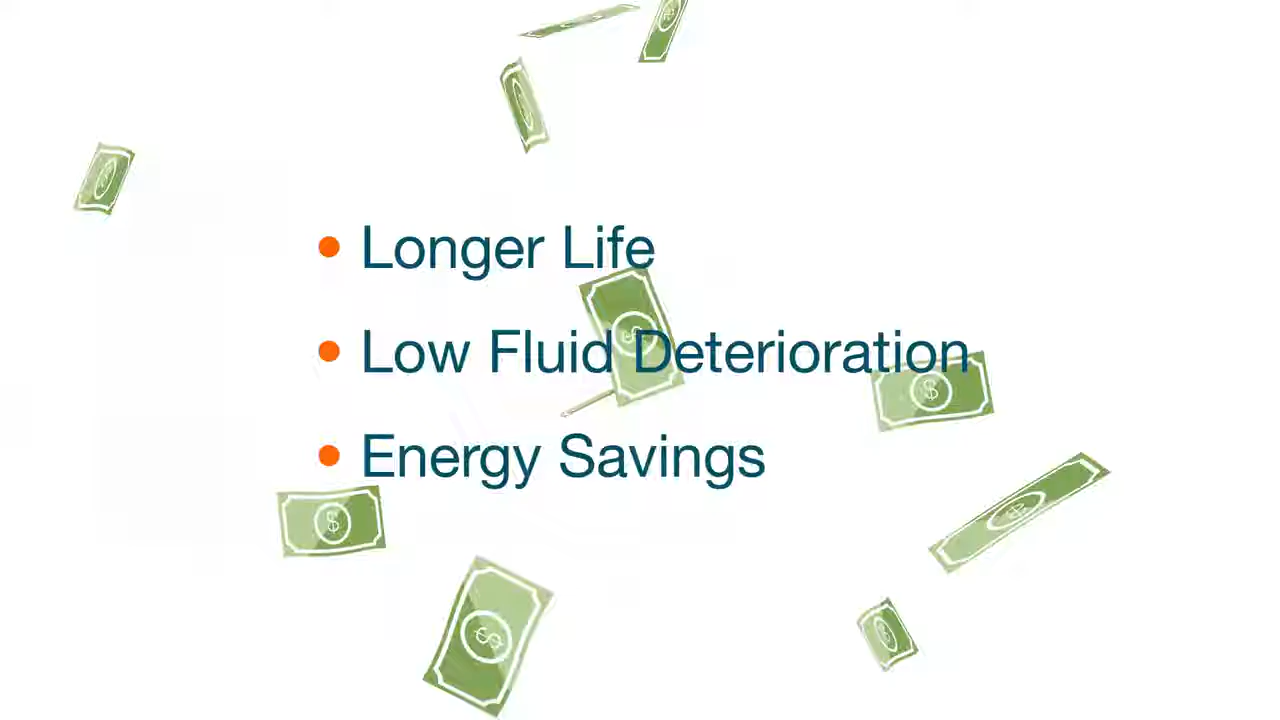 • Longer Life
• Low Fluid Deterioration
• Energy Savings